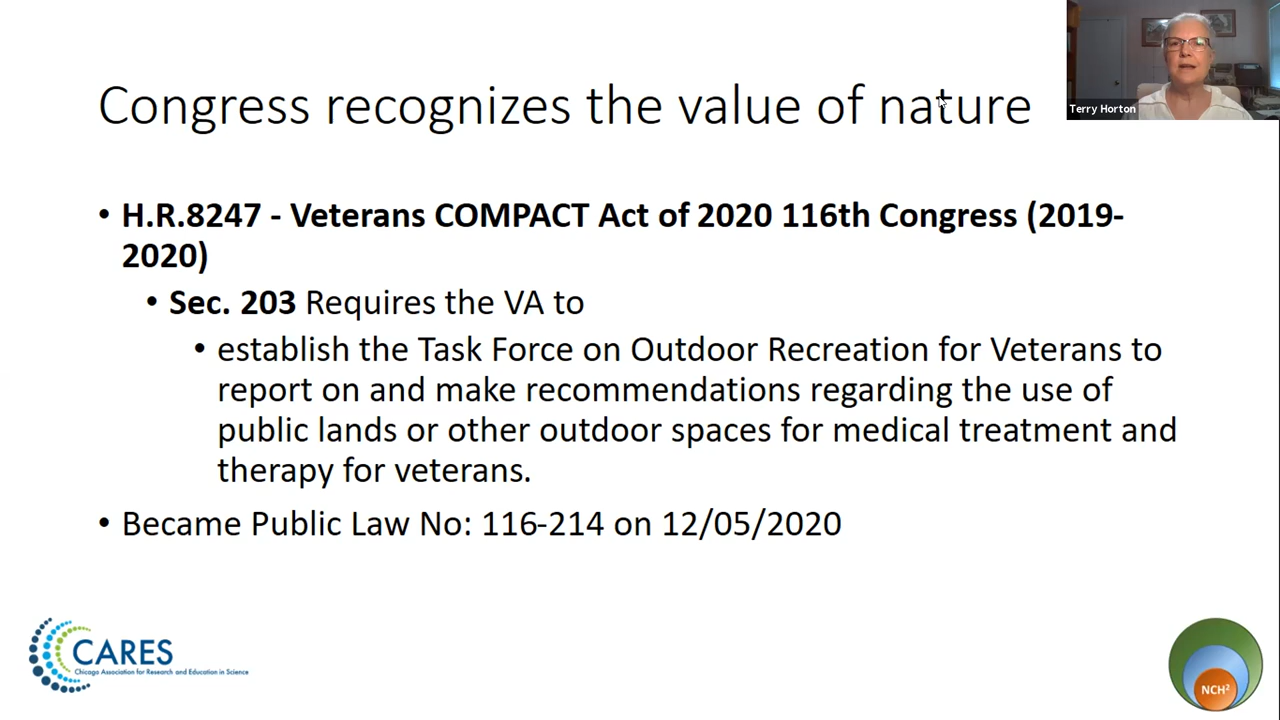 Congress recognizes the value of nature
Terry Horton
• H.R.8247 - Veterans COMPACT Act of 2020 116th Congress (2019-
2020)
• Sec. 203 Requires the VA to
• establish the Task Force on Outdoor Recreation for Veterans to
report on and make recommendations regarding the use of
public lands or other outdoor spaces for medical treatment and
therapy for veterans.
• Became Public Law No: 116-214 on 12/05/2020
CARES
Chicago Association for Research and Education in Science
NCH²